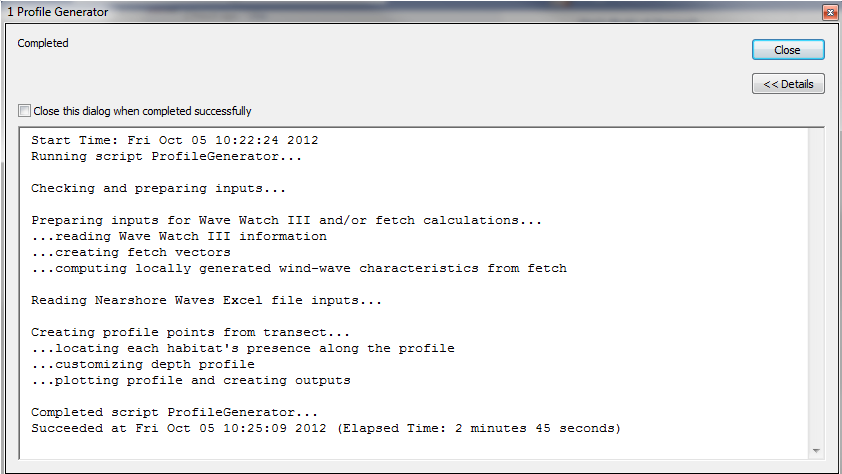 1 Profile Generator
Completed
Close
<< Details
Close this dialog when completed successfully
Start Time: Fri Oct 05 10:22:24 2012
Running script ProfileGenerator...
Checking and preparing inputs...
Preparing inputs for Wave Watch III and/or fetch calculations...
...reading Wave Watch III information
...creating fetch vectors
...computing locally generated wind-wave characteristics from fetch
Reading Nearshore Waves Excel file inputs...
Creating profile points from transect...
...locating each habitat's presence along the profile
...customizing depth profile
...plotting profile and creating outputs
Completed script ProfileGenerator...
Succeeded at Fri Oct 05 10:25:09 2012 (Elapsed Time: 2 minutes 45 seconds)